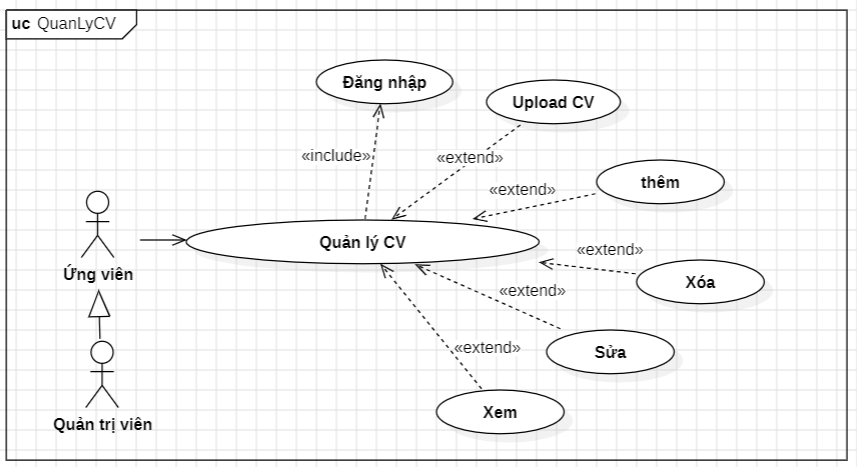 uc QuanLyCV
Đăng nhập
Upload CV
«include»
«extend»
thêm
«extend»
Quản lý CV
«extend»
Ứng viên
Xóa
«extend»
«extend»
Sửa
Xem
Quản trị viên